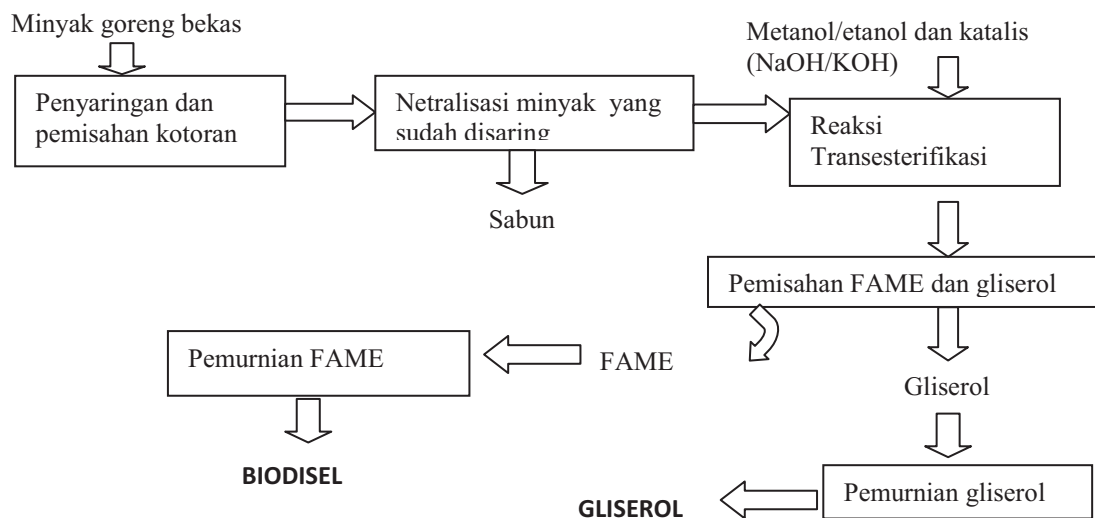 Minyak goreng bekas
Metanol/etanol dan katalis
(NaOH/KOH)
Penyaringan dan
pemisahan kotoran
Netralisasi minyak yang
sudah disaring
Reaksi
Transesterifikasi
Sabun
Pemisahan FAME dan gliserol
Pemurnian FAME
FAME
Gliserol
BIODISEL
Pemurnian gliserol
GLISEROL